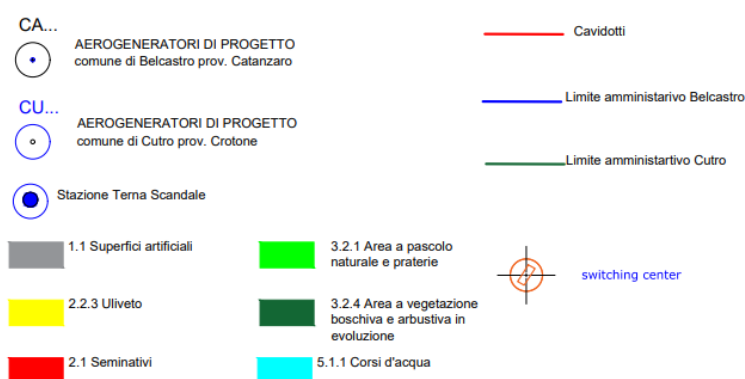 CA...
AEROGENERATORI DI PROGETTO
comune di Belcastro prov. Catanzaro
CU...
AEROGENERATORI DI PROGETTO
comune di Cutro prov. Crotone
Stazione Terna Scandale
Cavidotti
Limite amministarivo Belcastro
Limite amministartivo Cutro
1.1 Superfici artificiali
2.2.3 Uliveto
2.1 Seminativi
3.2.1 Area a pascolo
naturale e praterie
3.2.4 Area a vegetazione
boschiva e arbustiva in
evoluzione
5.1.1 Corsi d'acqua
switching center